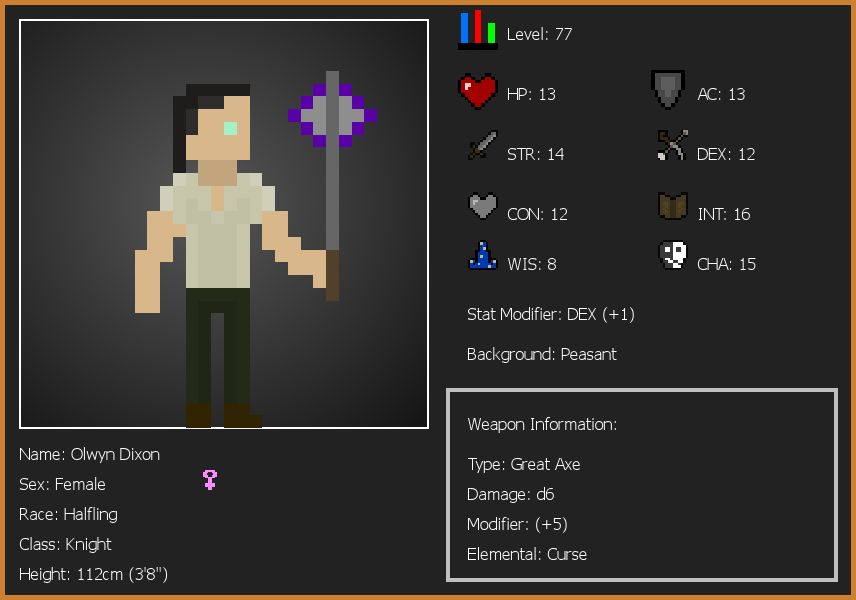 Level: 77
HP: 13
AC: 13
STR: 14
DEX: 12
CON: 12
INT: 16
WIS: 8
CHA: 15
Stat Modifier: DEX (+1)
Background: Peasant
Weapon Information:
Type: Great Axe
Damage: d6
Modifier: (+5)
Elemental: Curse
Name: Olwyn Dixon
Sex: Female
Race: Halfling
Class: Knight
Height: 112cm (3'8")